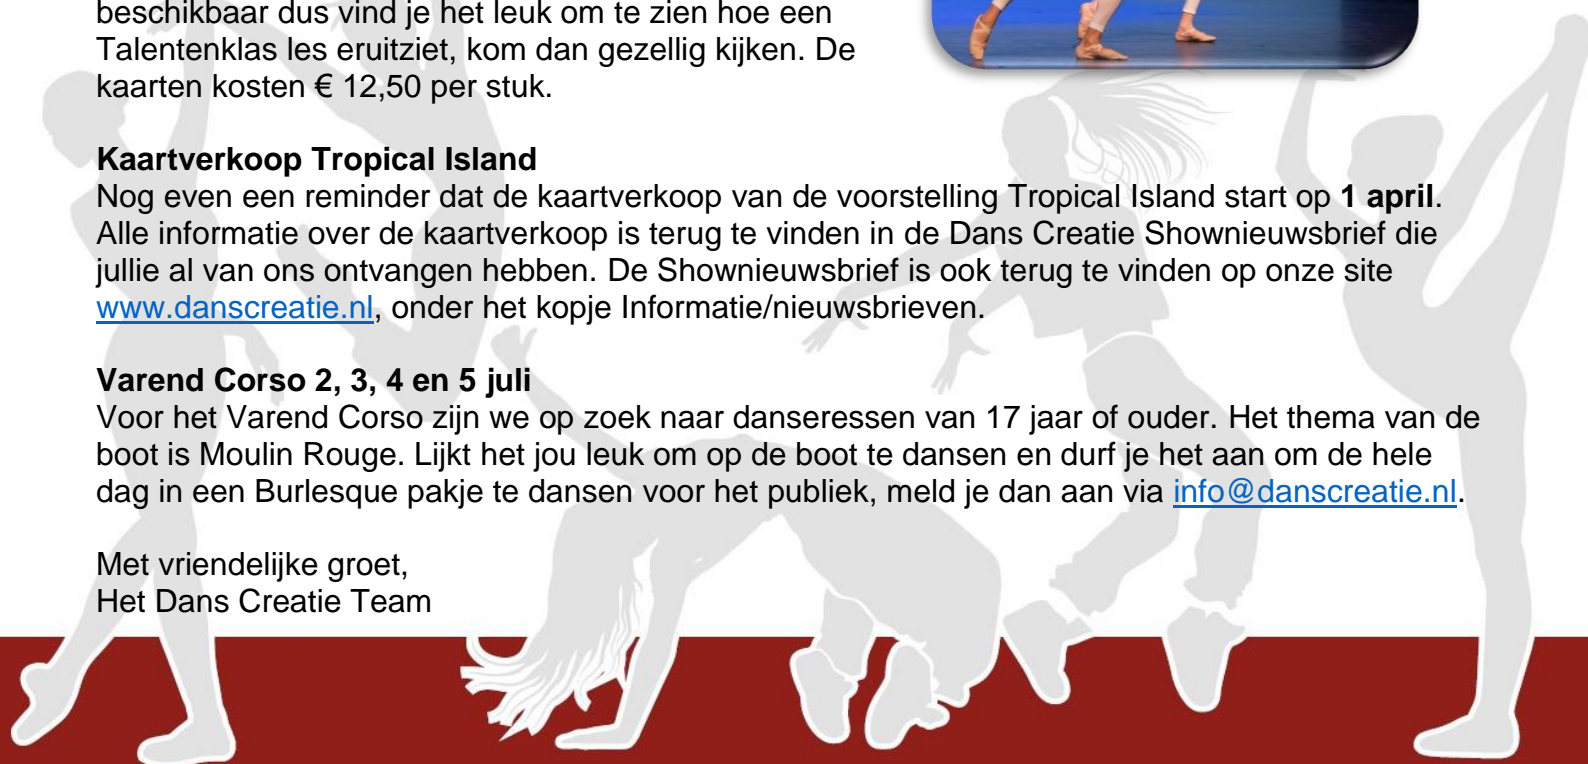 beschikbaar dus vind je het leuk om te zien hoe een
Talentenklas les eruitziet, kom dan gezellig kijken. De
kaarten kosten € 12,50 per stuk.
Kaartverkoop Tropical Island
Nog even een reminder dat de kaartverkoop van de voorstelling Tropical Island start op 1 april.
Alle informatie over de kaartverkoop is terug te vinden in de Dans Creatie Shownieuwsbrief die
jullie al van ons ontvangen hebben. De Shownieuwsbrief is ook terug te vinden op onze site
www.danscreatie.nl, onder het kopje Informatie/nieuwsbrieven.
Varend Corso 2, 3, 4 en 5 juli
Voor het Varend Corso zijn we op zoek naar danseressen van 17 jaar of ouder. Het thema van de
boot is Moulin Rouge. Lijkt het jou leuk om op de boot te dansen en durf je het aan om de hele
dag in een Burlesque pakje te dansen voor het publiek, meld je dan aan via info@danscreatie.nl.
Met vriendelijke groet,
Het Dans Creatie Team